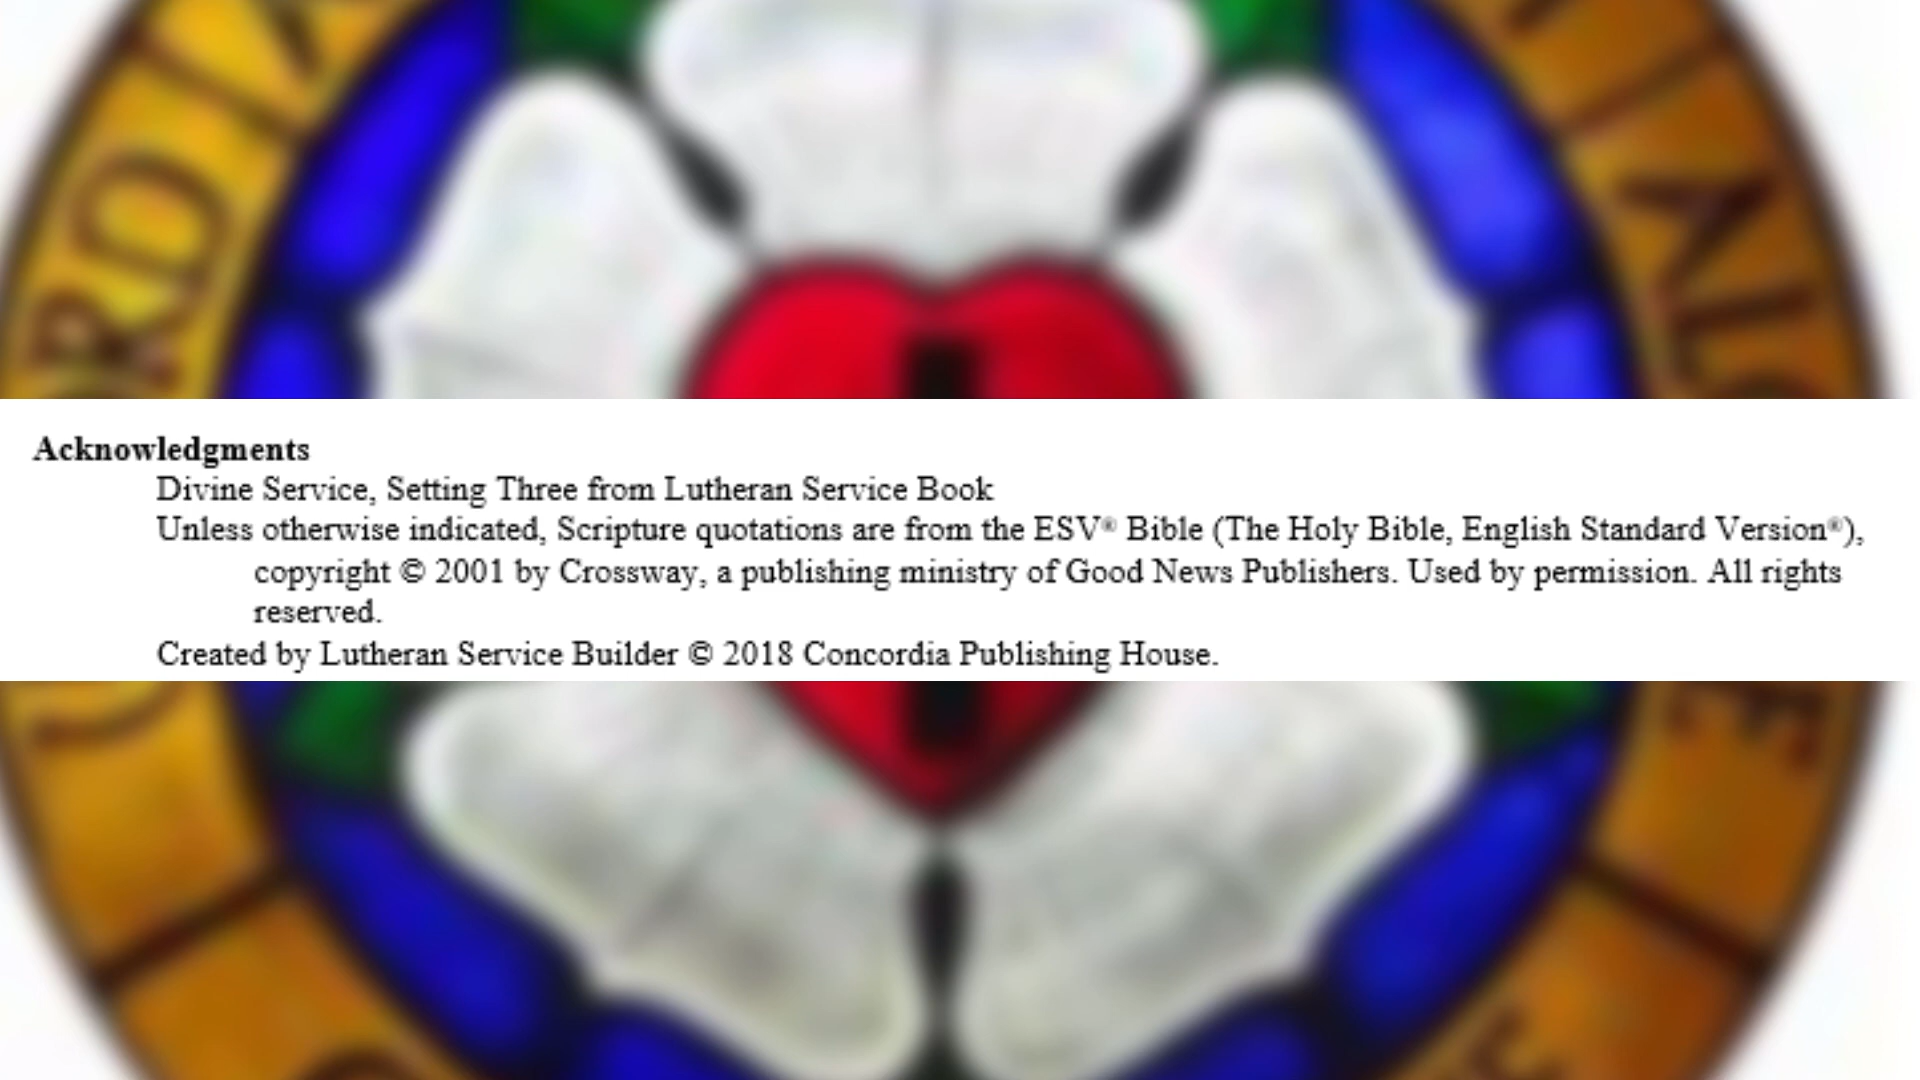 Acknowledgments
Divine Service, Setting Three from Lutheran Service Book
Unless otherwise indicated, Scripture quotations are from the ESV® Bible (The Holy Bible, English Standard Version®),
copyright © 2001 by Crossway, a publishing ministry of Good News Publishers. Used by permission. All rights
reserved.
Created by Lutheran Service Builder © 2018 Concordia Publishing House.